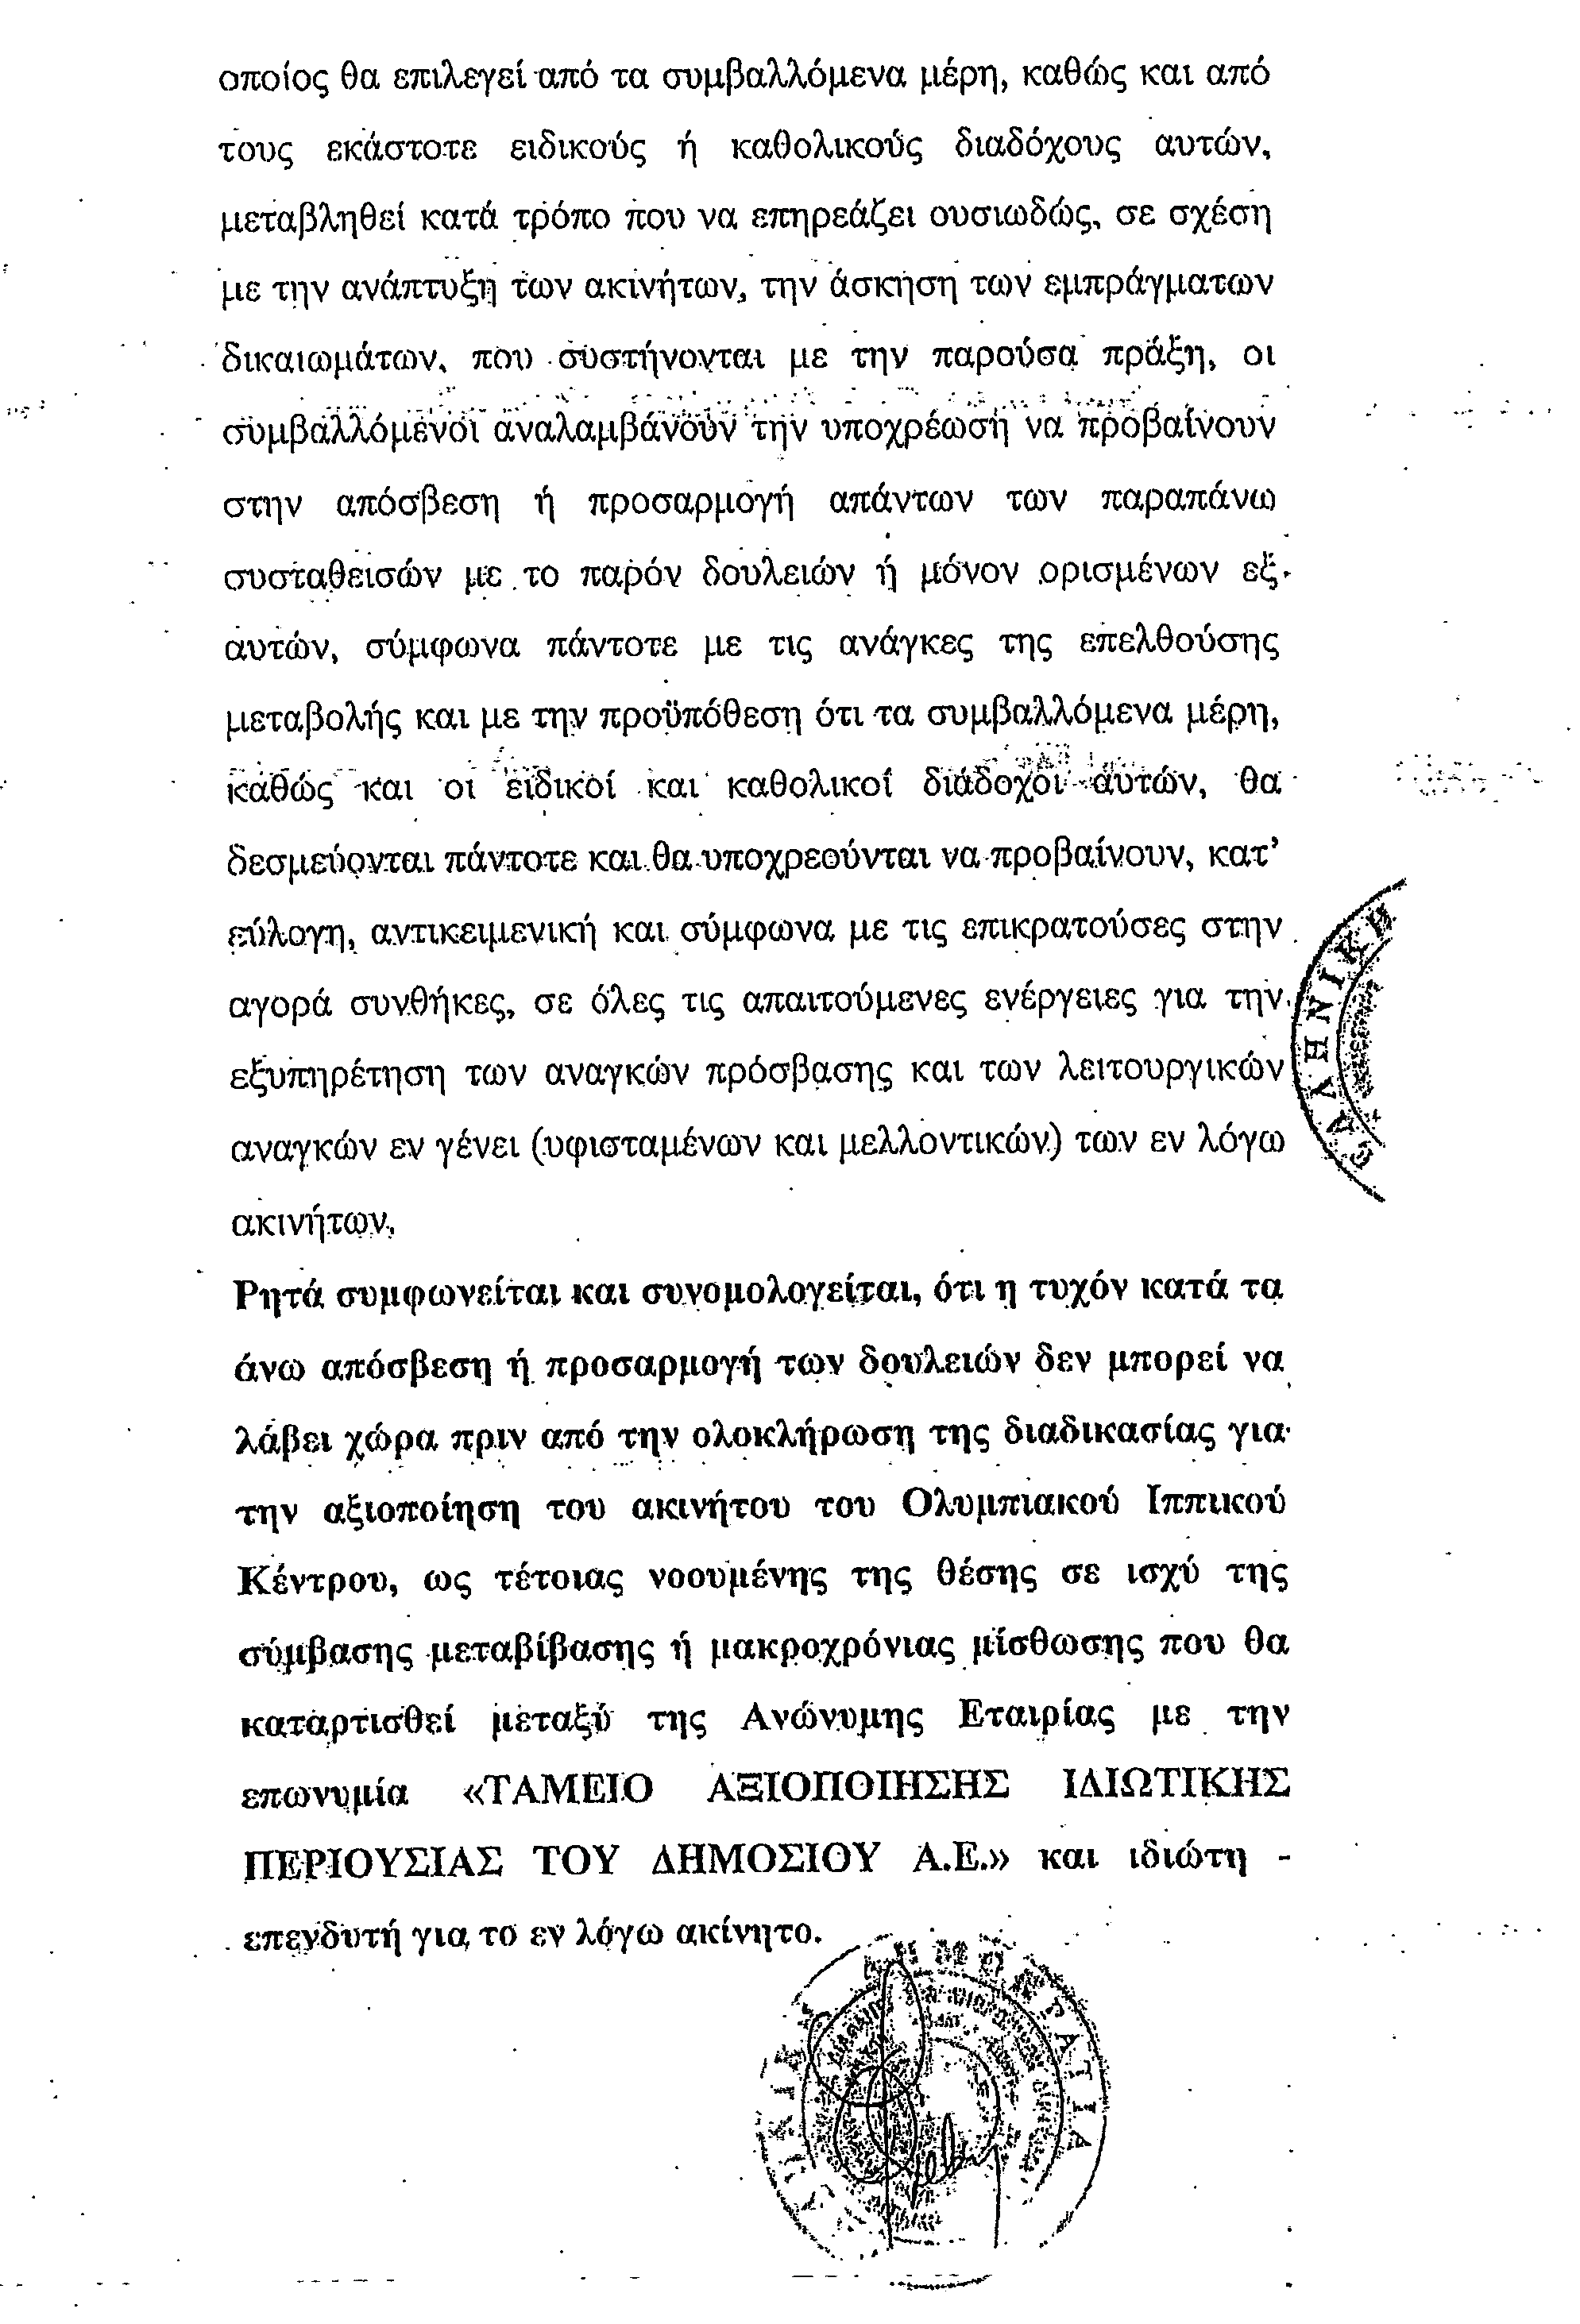 οποίος θα επιλεγεί από τα συμβαλλόμενα μέρη, καθώς και από
τους εκάστοτε ειδικούς ή καθολικούς διαδόχους αυτών,
μεταβληθεί κατά τρόπο που να επηρεάζει ουσιωδώς, σε σχέση
με την ανάπτυξη των ακινήτων, την άσκηση των εμπράγματων
δικαιωμάτων, που συστήνονται με την παρούσα πράξη, οι
συμβαλλόμενοι αναλαμβάνουν την υποχρέωση να προβαίνουν
στην απόσβεση ή προσαρμογή απάντων των παραπάνω
συσταθεισών με το παρόν δουλειών ή μόνον ορισμένων εξ
αυτών, σύμφωνα πάντοτε με τις ανάγκες της επελθούσης
μεταβολής και με την προϋπόθεση ότι τα συμβαλλόμενα μέρη,
καθώς και οι ειδικοί και καθολικοί διάδοχοι αυτών, θα
δεσμεύονται πάντοτε και θα υποχρεούνται να προβαίνουν, κατ’
εύλογη, αντικειμενική και σύμφωνα με τις επικρατούσες στην
αγορά συνθήκες, σε όλες τις απαιτούμενες ενέργειες για την
εξυπηρέτηση των αναγκών πρόσβασης και των λειτουργικών
αναγκών εν γένει (υφισταμένων και μελλοντικών) των εν λόγω
ακινήτων.
Ρητά συμφωνείται και συνομολογείται, ότι η τυχόν κατά τα
άνω απόσβεση ή προσαρμογή των δουλειών δεν μπορεί να
λάβει χώρα πριν από την ολοκλήρωση της διαδικασίας για
την αξιοποίηση του ακινήτου του Ολυμπιακού Ιππικού
Κέντρου, ως τέτοιας νοουμένης της θέσης σε ισχύ της
σύμβασης μεταβίβασης ή μακροχρόνιας μίσθωσης που θα
καταρτισθεί μεταξύ της Ανώνυμης Εταιρίας με την
επωνυμία «ΤΑΜΕΙΟ ΑΞΙΟΠΟΙΗΣΗΣ ΙΔΙΩΤΙΚΗΣ
ΠΕΡΙΟΥΣΙΑΣ ΤΟΥ ΔΗΜΟΣΙΟΥ Α.Ε.» και ιδιώτη -
επενδυτή για το εν λόγω ακίνητο.